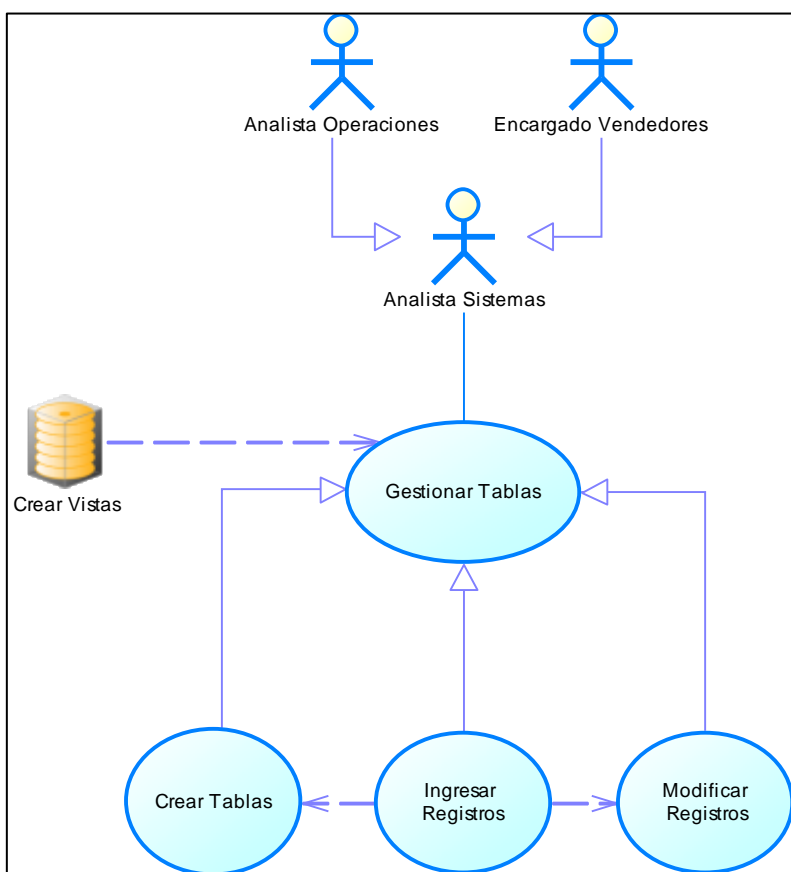 Analista Operaciones
Encargado Vendedores
Analista Sistemas
Crear Vistas
Gestionar Tablas
Crear Tablas
Ingresar
Registros
Modificar
Registros